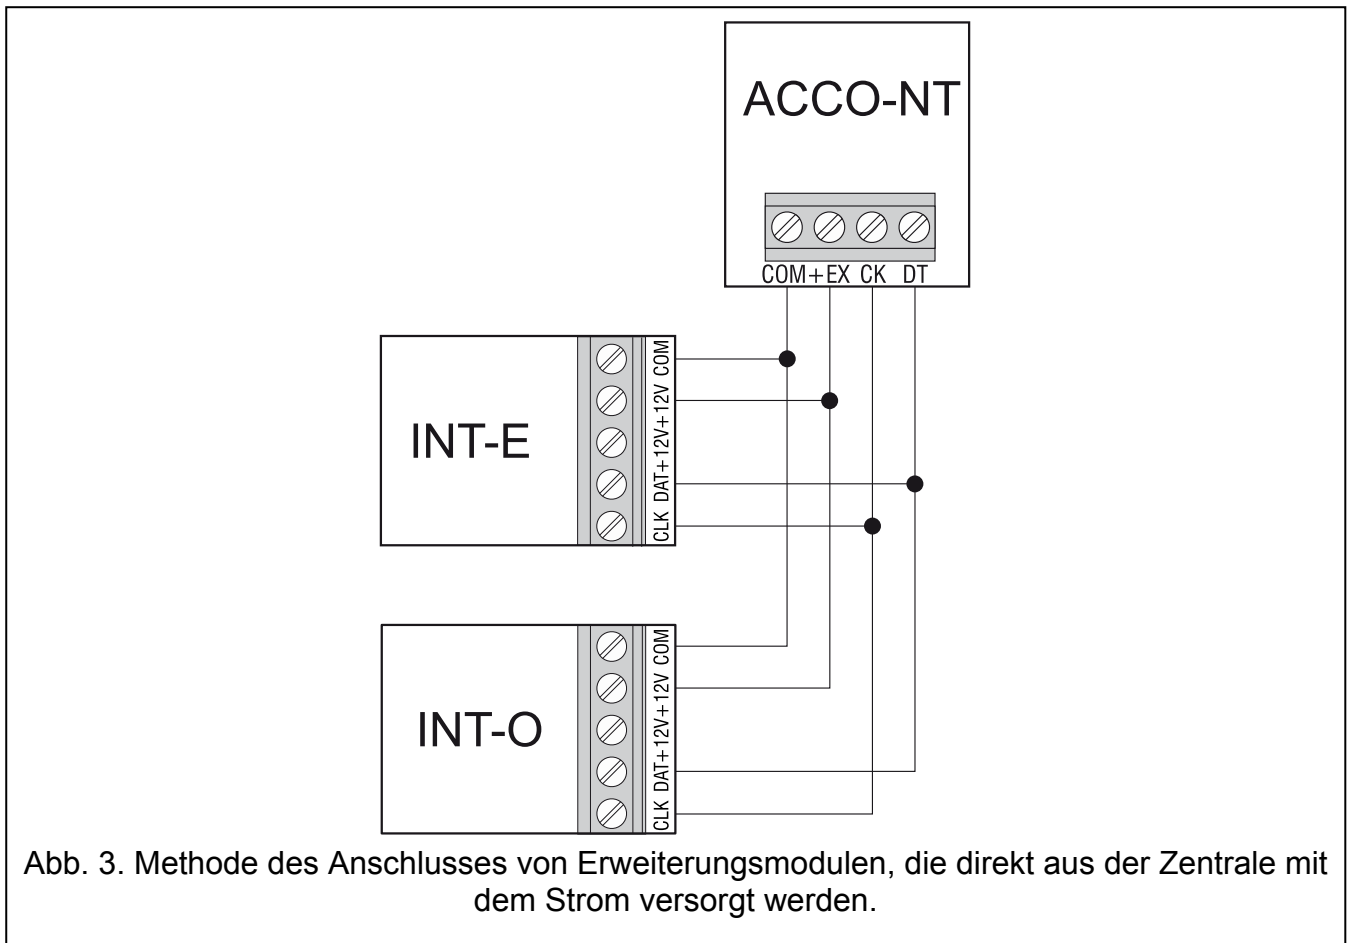 ACCO-NT
COM +EX CK DT
INT-E
COM
+12V
+12V
DAT
CLK
INT-O
COM
+12V
+12V
DAT
CLK
Abb. 3. Methode des Anschlusses von Erweiterungsmodulen, die direkt aus der Zentrale mit
dem Strom versorgt werden.